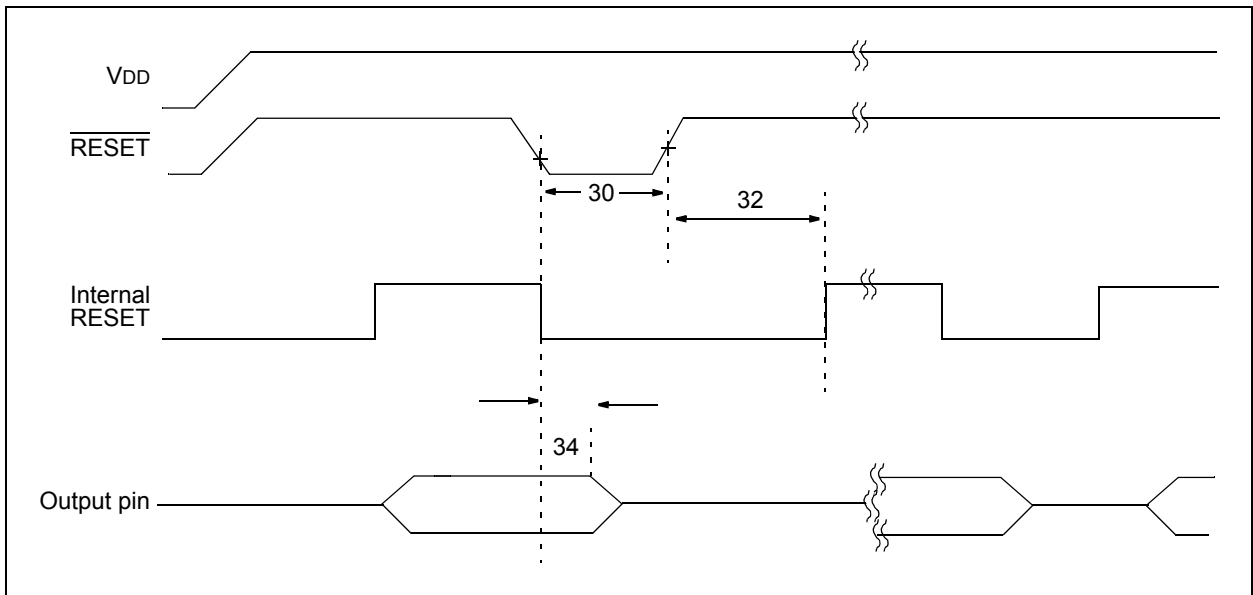 VDD
RESET
30
32
Internal
RESET
34
Output pin